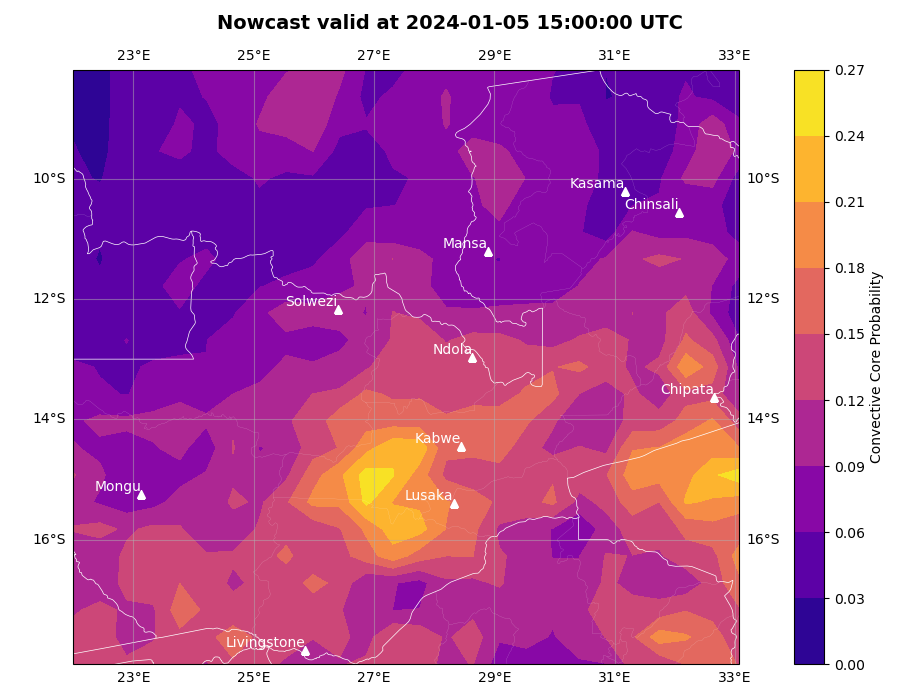 Nowcast valid at 2024-01-05 15:00:00 UTC
23°E 25°E 27°E 29°E 31°E 33°E
0.27
0.24
0.21
0.18
0.15
0.12
0.09
0.06
0.03
0.00
Convective Core Probability
10°S 10°S
12°S 12°S
14°S 14°S
16°S 16°S
Kasama
Chinsali
Mansa
Solwezi
Ndola
Chipata
Kabwe
Mongu
Lusaka
Livingstone
23°E 25°E 27°E 29°E 31°E 33°E